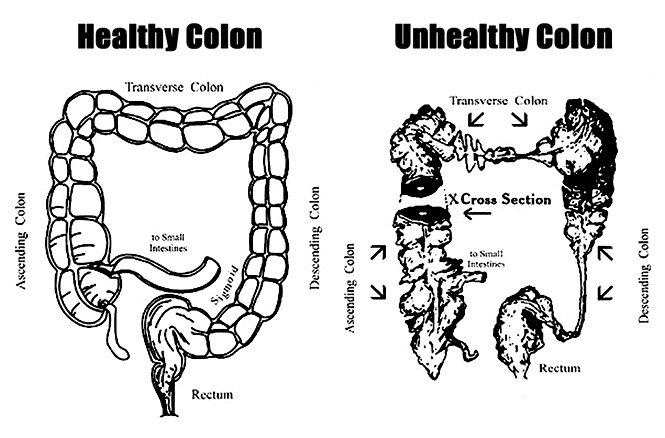 Healthy Colon
Transverse Colon
Ascending Colon
to Small
Intestines
Sigmoid
Descending Colon
Rectum
Unhealthy Colon
Transverse Colon
X Cross Section
Ascending Colon
to Small
Intestines
Descending Colon
Rectum